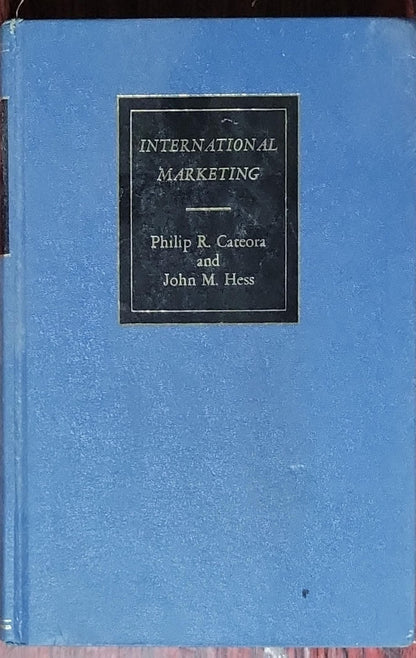 INTERNATIONAL
MARKETING
Philip R. Cateora
and
John M. Hess